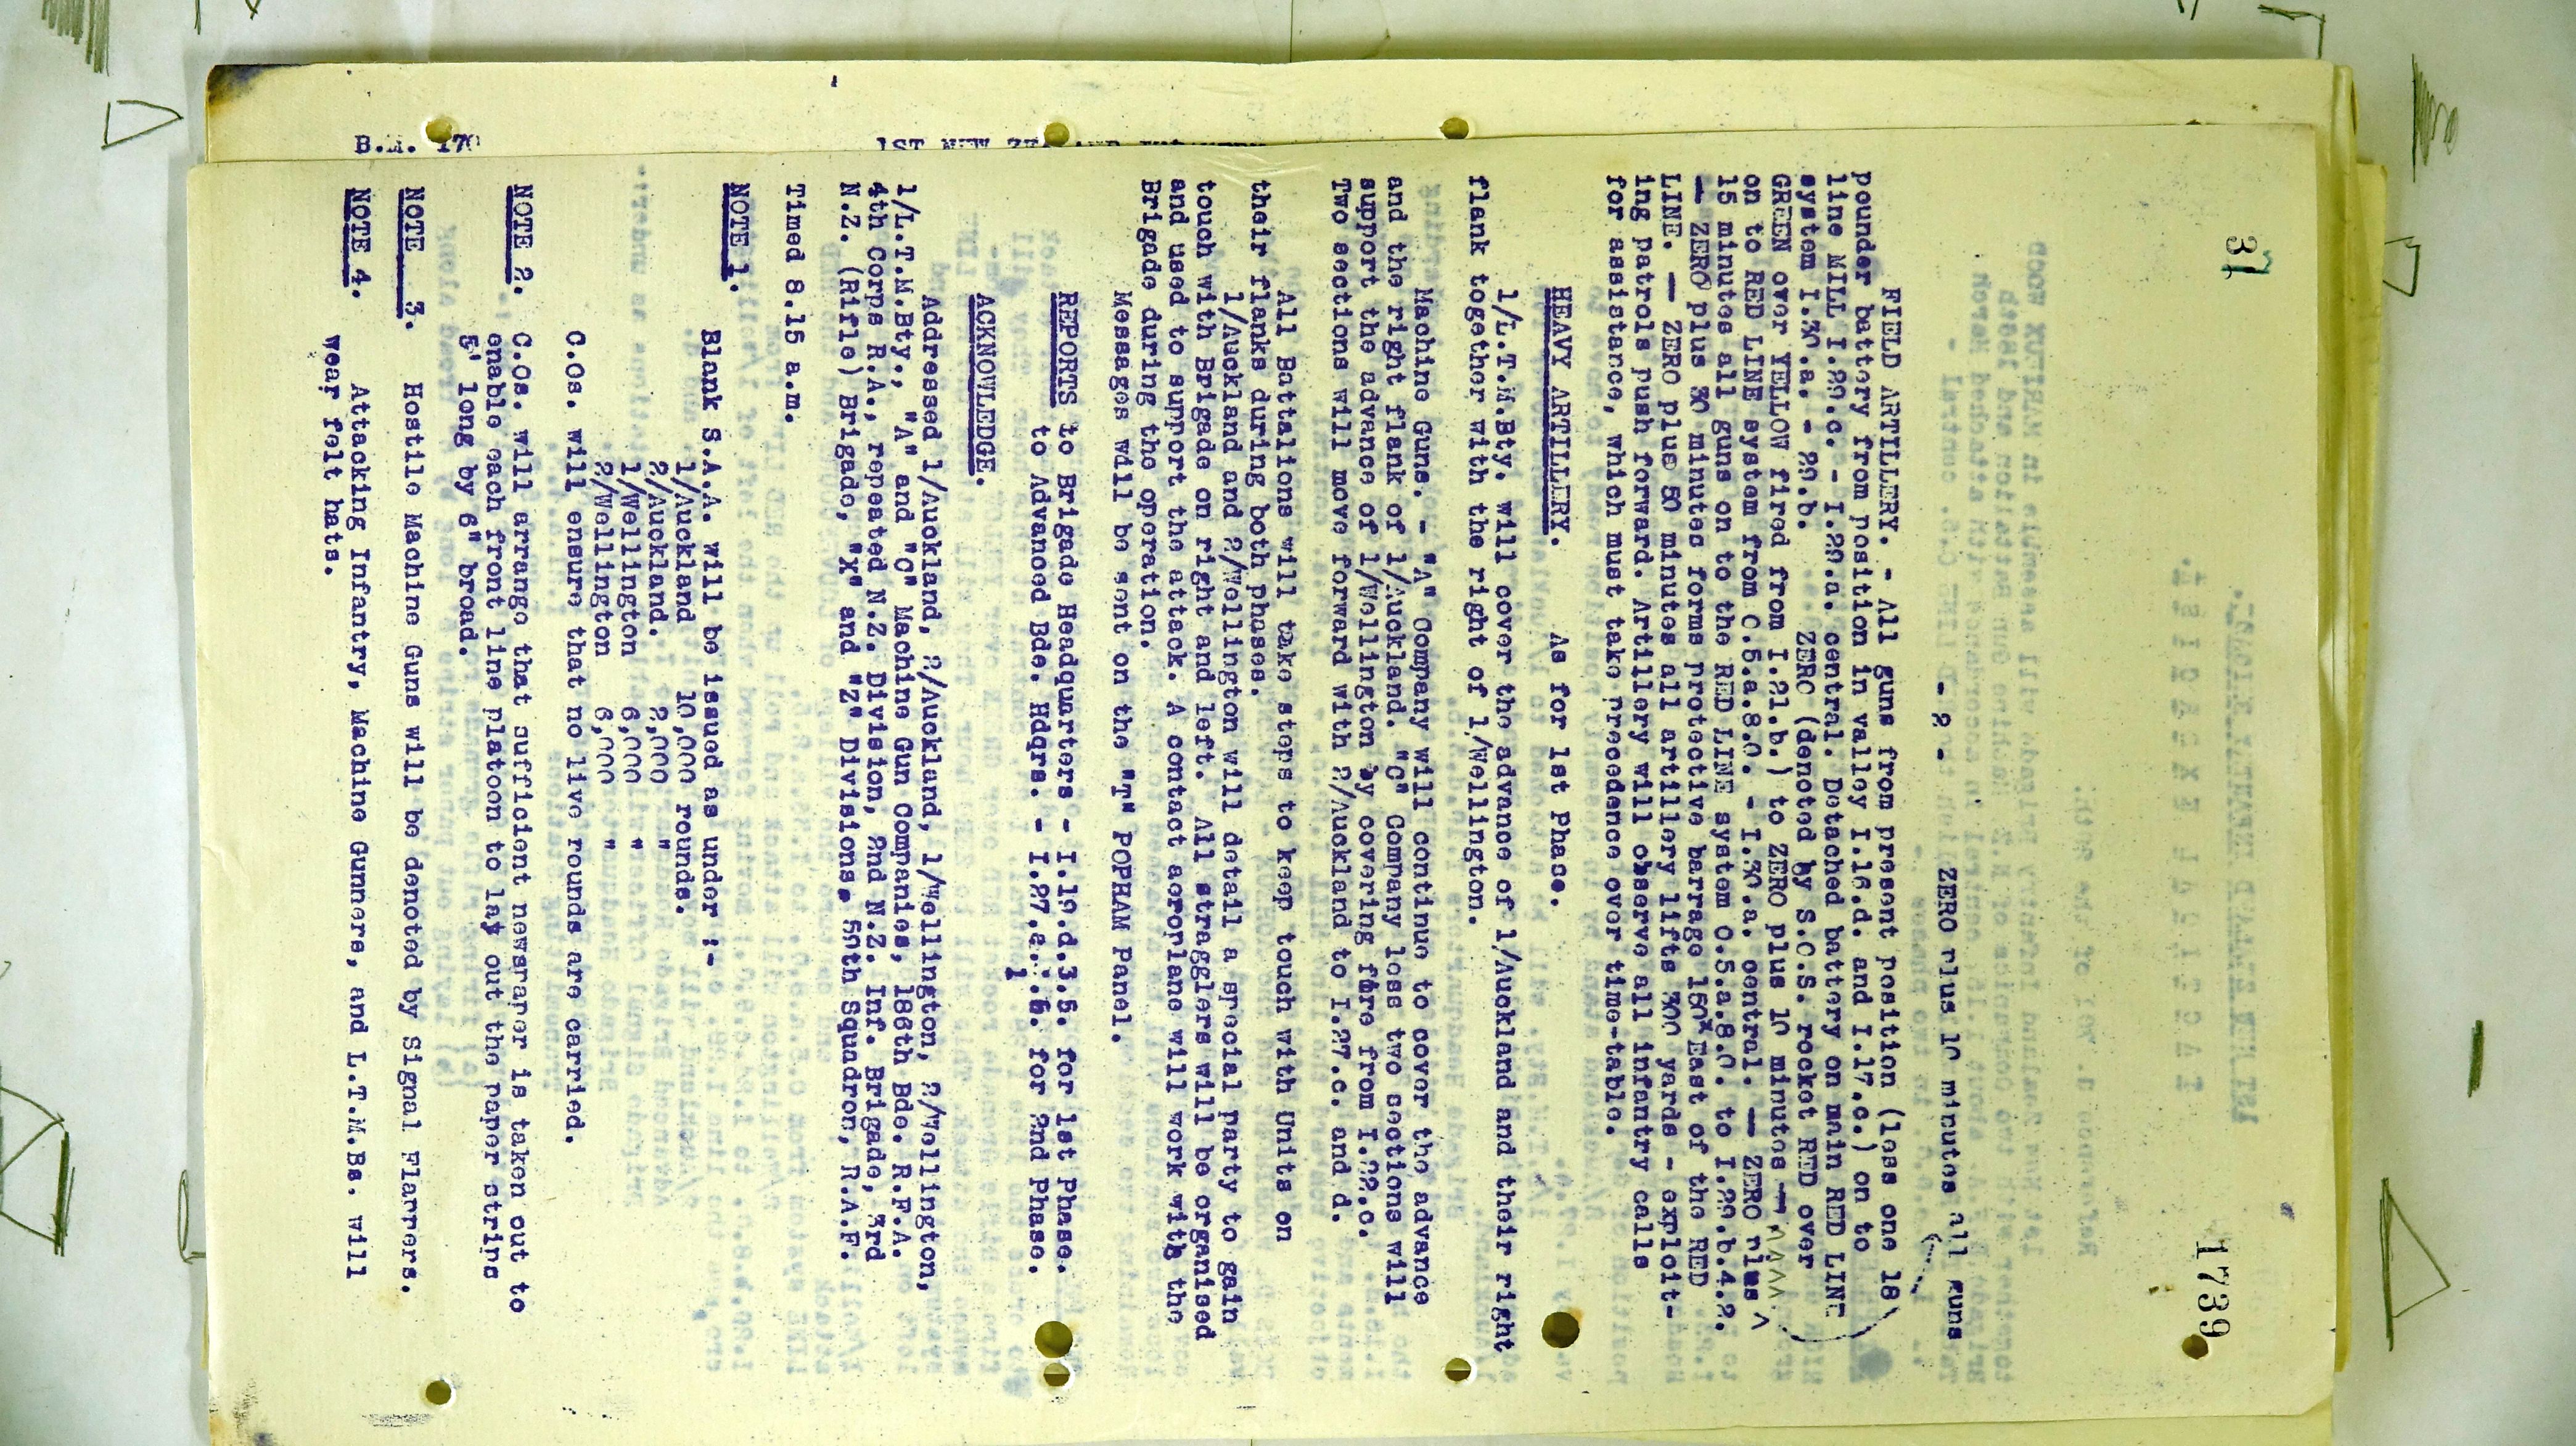 31
1739
- 2 -
ZERO plus 10 minutes all guns
FIELD ARTILLERY. - All guns from present position (less one 18
pounder battery from position in valley I.16.d. and I.17.c.) on to
line MILL I.29.c. - I.29.a. central. Detached battery on main RED LINE
system I.30.a. - 29.b. ZERO (denoted by S.O.S. rocket RED over
GREEN over YELLOW fired from I.21.b.) to ZERO plus 10 minutes
on to RED LINE system from C.5.a.8.0. - I.30.a. central. -- ZERO plus
15 minutes all guns on to the RED LINE system O.5.a.8.0. to I.29.b.4.2.
-- ZERO plus 30 minutes forms protective barrage 150x East of the RED
LINE. -- ZERO plus 50 minutes all artillery lifts 300 yards - exploit-
ing patrols push forward. Artillery will observe all infantry calls
for assistance, which must take precedence over time-table.
HEAVY ARTILLERY. As for 1st Phase.
1/L.T.M.Bty. will cover the advance of 1/Auckland and their right
flank together with the right of 1/Wellington.
Machine Guns. - "A" Company will continue to cover the advance
and the right flank of 1/Auckland. "C" Company less two sections will
support the advance of 1/Wellington by covering fire from I.22.c.
Two sections will move forward with 2/Auckland to I.27.c. and d.
All Battalions will take steps to keep touch with Units on
their flanks during both phases.
1/Auckland and 2/Wellington will detail a special party to gain
touch with Brigade on right and left. All stragglers will be organised
and used to support the attack. A contact aeroplane will work with the
Brigade during the operation.
Messages will be sent on the "T" POPHAM Panel.
REPORTS to Brigade Headquarters - I.19.d.3.5. for 1st Phase.
to Advanced Bde. Hdqrs. - I.27.a.1.6. for 2nd Phase.
ACKNOWLEDGE.
Addressed 1/Auckland, 2/Auckland, 1/Wellington, 2/Wellington,
1/L.T.M.Bty., "A" and "C" Machine Gun Companies, 186th Bde. R.F.A.
4th Corps R.A., repeated N.Z. Division, 2nd N.Z. Inf. Brigade, 3rd
N.Z. (Rifle) Brigade, "X" and "Z" Divisions. 59th Squadron, R.A.F.
Timed 8.15 a.m.
NOTE 1.
Blank S.A.A. will be issued as under :-
1/Auckland 10,000 rounds.
2/Auckland. 2,000 "
1/Wellington 6,000 "
2/Wellington 6,000 "
C.Os. will ensure that no live rounds are carried.
NOTE 2. C.Os. will arrange that sufficient newspaper is taken out to
enable each front line platoon to lay out the paper strips
5' long by 6" broad.
NOTE 3. Hostile Machine Guns will be denoted by Signal Flappers.
NOTE 4. Attacking Infantry, Machine Gunners, and L.T.M.Bs. will
wear felt hats.
B.M. 170
1ST NEW ZEALAND